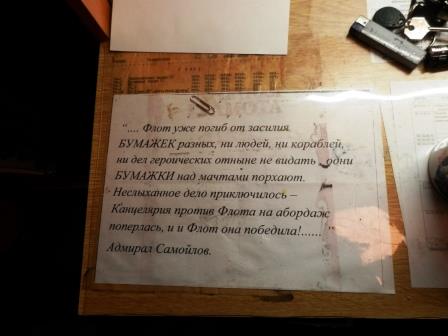 “.... Флот уже погиб от засилия
БУМАЖЕК разных, ни людей, ни кораблей,
ни дел героических отныне не видать одни
БУМАЖКИ над мачтами порхают.
Неслыханное дело приключилось –
Канцелярия против Флота на абордаж
поперлась, и и Флот она победила!...... ”
Адмирал Самойлов.